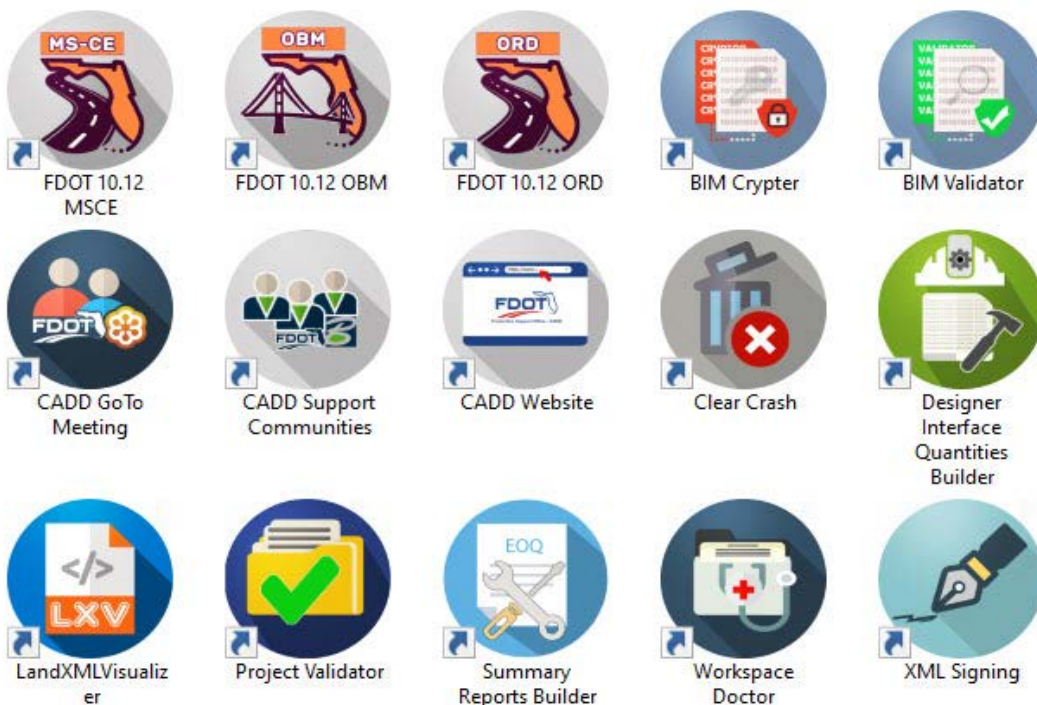 MS-CE
OBM
ORD
CRYPTER
VALIDATOR
FDOT 10.12
MSCE
FDOT 10.12 OBM
FDOT 10.12 ORD
BIM Crypter
BIM Validator
FDOT
FDOT
FDOT
CADD GoTo
Meeting
CADD Support
Communities
CADD Website
Clear Crash
Designer
Interface
Quantities
Builder
</>
LXV
EOQ
LandXMLVisualiz
er
Project Validator
Summary
Reports Builder
Workspace
Doctor
XML Signing